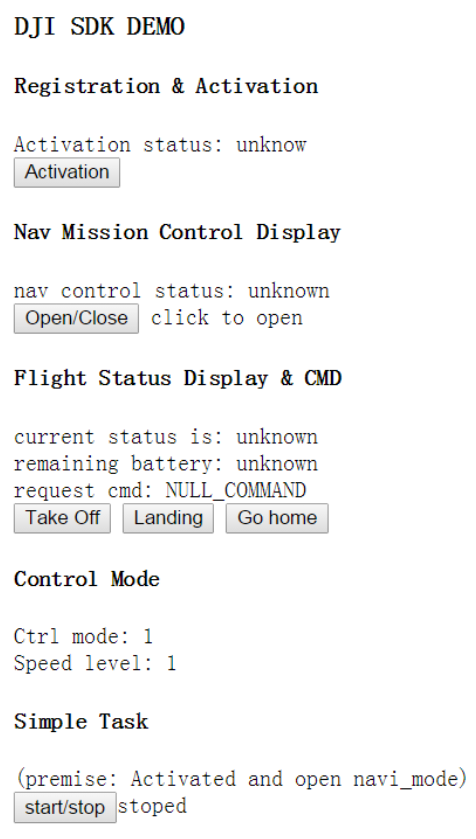 DJI SDK DEMO
Registration & Activation
Activation status: unknow
Activation
Nav Mission Control Display
nav control status: unknown
Open/Close click to open
Flight Status Display & CMD
current status is: unknown
remaining battery: unknown
request cmd: NULL_COMMAND
Take Off Landing Go home
Control Mode
Ctrl mode: 1
Speed level: 1
Simple Task
(premise: Activated and open navi_mode)
start/stop stoped